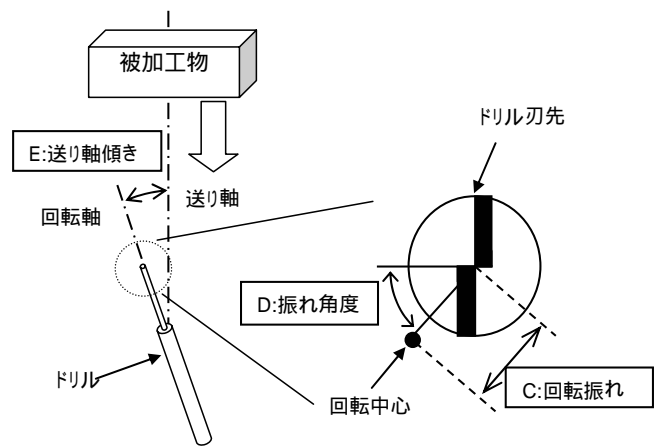 被加工物
ドリル刃先
E:送り軸傾き
送り軸
回転軸
D:振れ角度
ドリル
回転中心
C:回転振れ